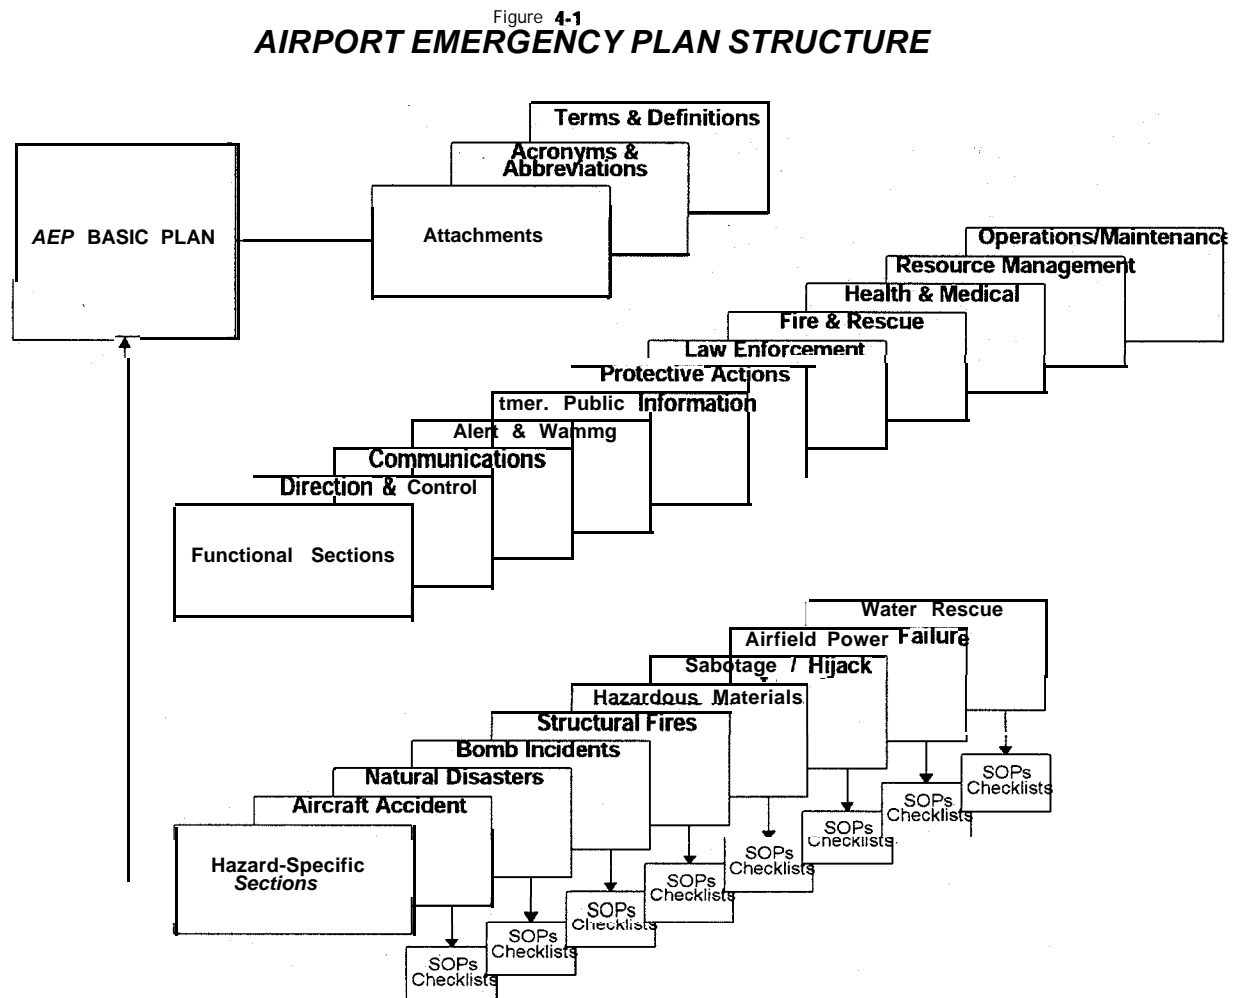 Figure 4-1
AIRPORT EMERGENCY PLAN STRUCTURE
Terms & Definitions
Acronyms &
Abbreviations
Attachments
AEP BASIC PLAN
Operations/Maintenance
Resource Management
Health & Medical
Fire & Rescue
Law Enforcement
Protective Actions
tmer. Public Information
Alert & Wammg
Communications
Direction & Control
Functional Sections
Water Rescue
Airfield Power Failure
Sabotage / Hijack
Hazardous Materials
Structural Fires
Bomb Incidents
Natural Disasters
Aircraft Accident
Hazard-Specific
Sections
SOPs
Checklists
SOPs
Checklists
SOPs
Checklists
SOPs
Checklists
SOPs
Checklists
SOPs
Checklists
SOPs
Checklists
SOPs
Checklists